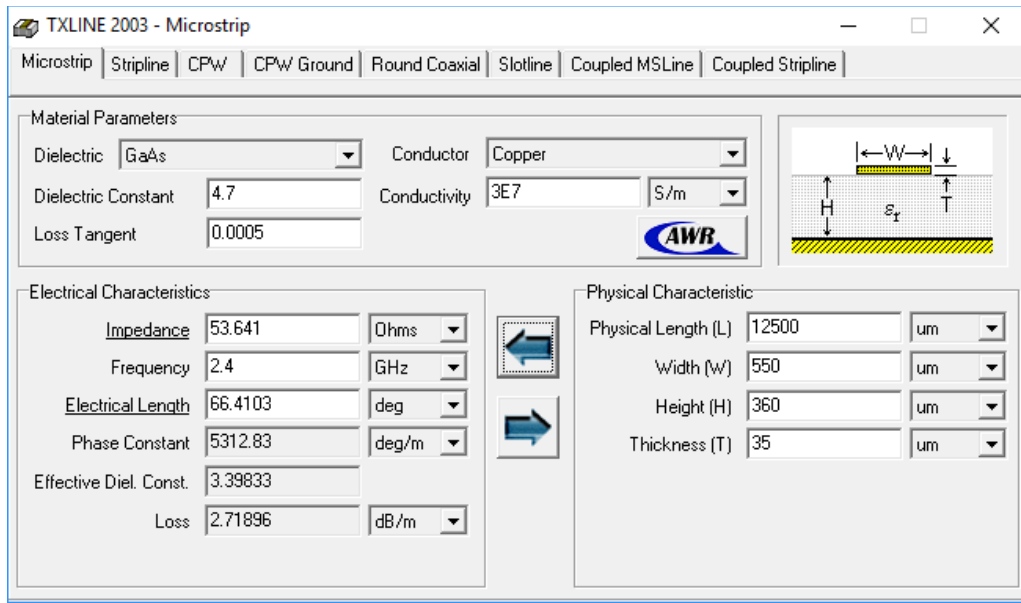 TXLINE 2003 - Microstrip
Microstrip Stripline CPW CPW Ground Round Coaxial Slotline Coupled MSLine Coupled Stripline
Material Parameters
Dielectric GaAs Conductor Copper
Dielectric Constant 4.7 Conductivity 3E7 S/m
Loss Tangent 0.0005
AWR
W
H
εr
T
Electrical Characteristics
Impedance 53.641 Ohms
Frequency 2.4 GHz
Electrical Length 66.4103 deg
Phase Constant 5312.83 deg/m
Effective Diel. Const. 3.39833
Loss 2.71896 dB/m
Physical Characteristic
Physical Length (L) 12500 um
Width (W) 550 um
Height (H) 360 um
Thickness (T) 35 um